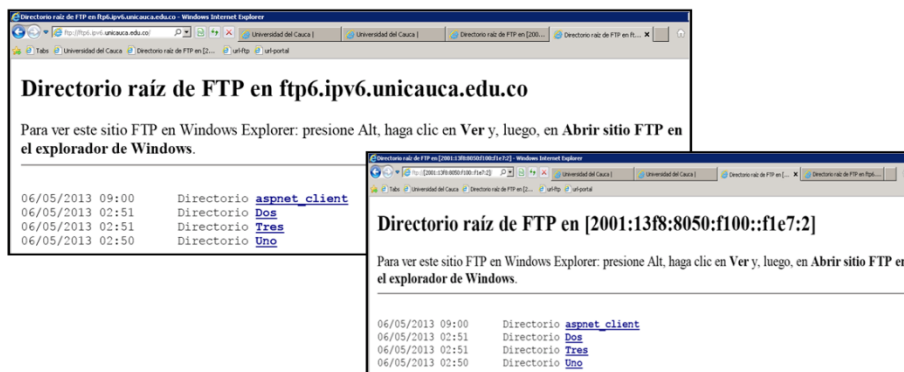 Directorio raíz de FTP en ftp6.ipv6.unicauca.edu.co - Windows Internet Explorer
ftp://ftp6.ipv6.unicauca.edu.co/
Universidad del Cauca |
Universidad del Cauca |
Directorio raíz de FTP en [200...
Directorio raíz de FTP en ft...
Tabs
Universidad del Cauca
Directorio raíz de FTP en [2...
url-ftp
url-portal
Directorio raíz de FTP en ftp6.ipv6.unicauca.edu.co
Para ver este sitio FTP en Windows Explorer: presione Alt, haga clic en Ver y, luego, en Abrir sitio FTP en
el explorador de Windows.
06/05/2013 09:00 Directorio aspnet_client
06/05/2013 02:51 Directorio Dos
06/05/2013 02:51 Directorio Tres
06/05/2013 02:50 Directorio Uno
Directorio raíz de FTP en [2001:13f8:8050:f100::f1e7:2] - Windows Internet Explorer
Universidad del Cauca |
Universidad del Cauca |
Directorio raíz de FTP en [...
Directorio raíz de FTP en ftp6....
Tabs
Universidad del Cauca
Directorio raíz de FTP en [2...
url-ftp
url-portal
Directorio raíz de FTP en [2001:13f8:8050:f100::f1e7:2]
Para ver este sitio FTP en Windows Explorer: presione Alt, haga clic en Ver y, luego, en Abrir sitio FTP en
el explorador de Windows.
06/05/2013 09:00 Directorio aspnet_client
06/05/2013 02:51 Directorio Dos
06/05/2013 02:51 Directorio Tres
06/05/2013 02:50 Directorio Uno